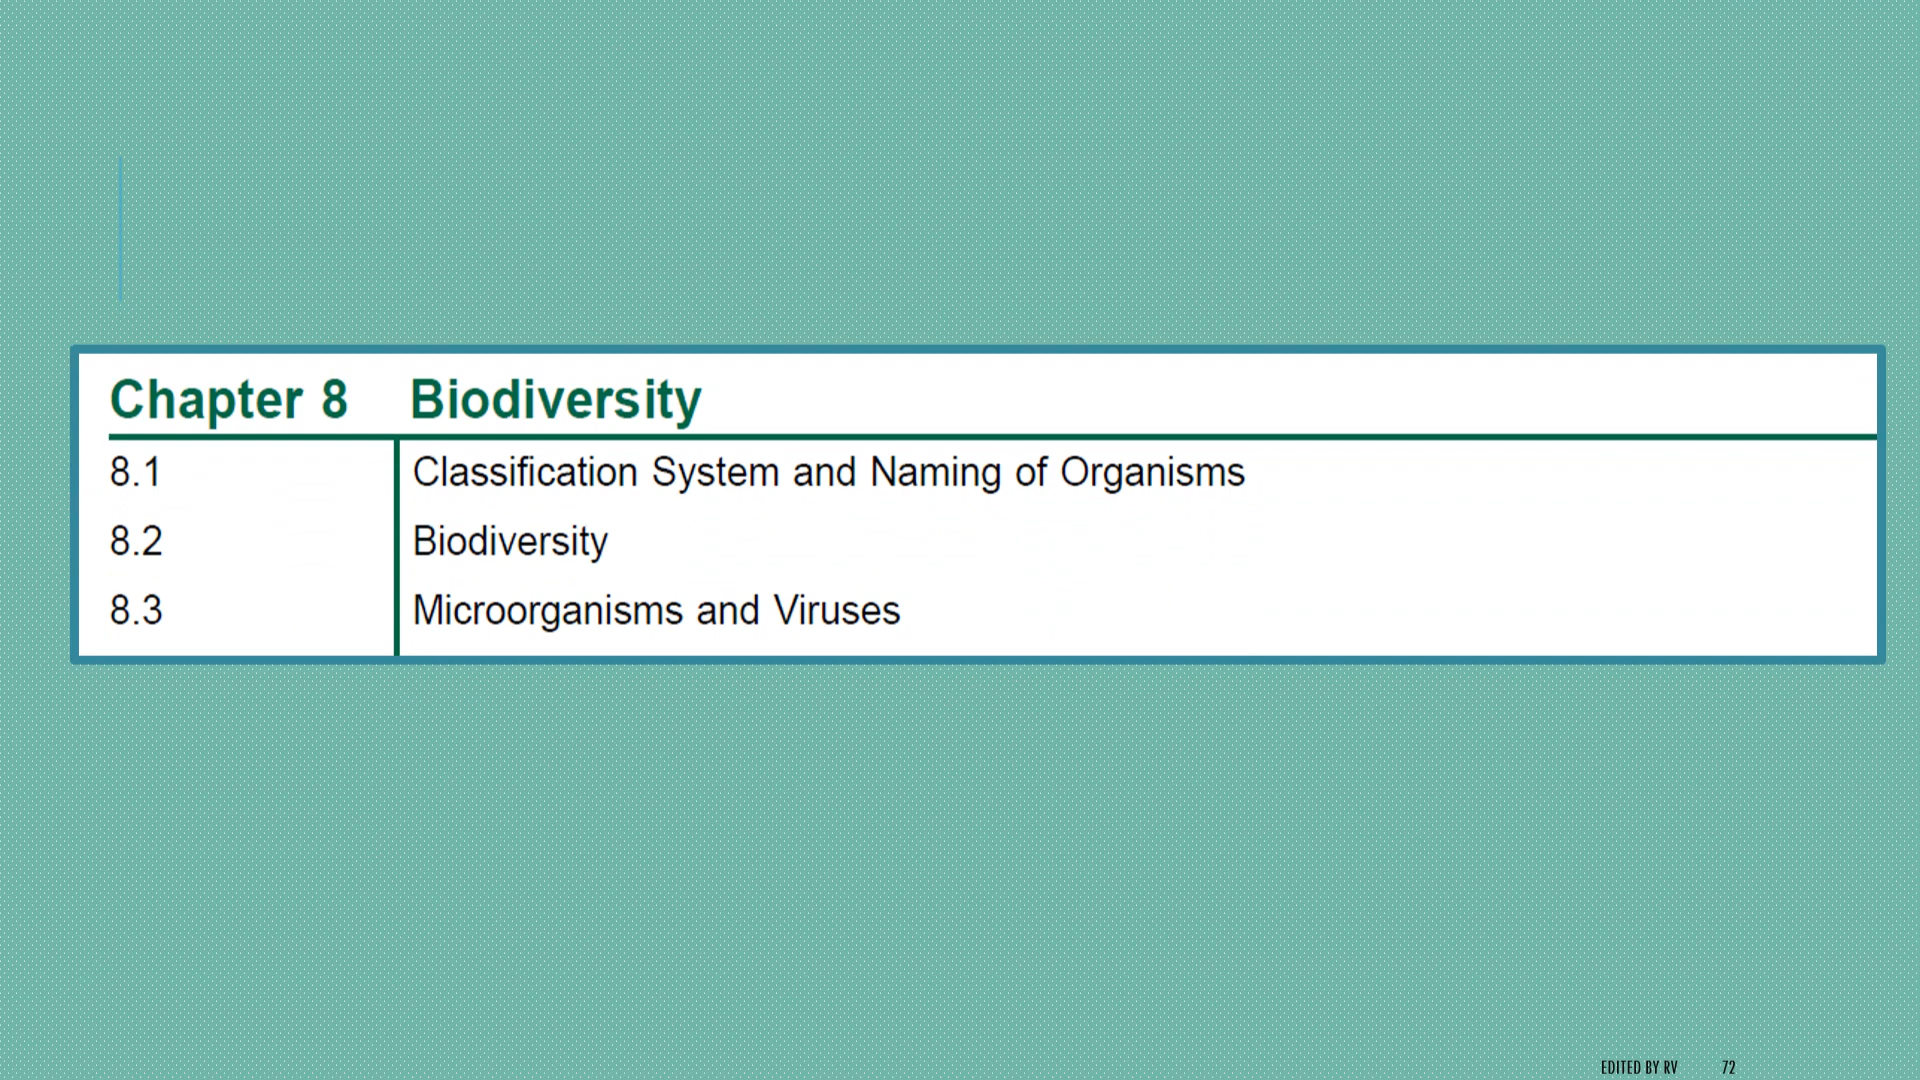 Chapter 8 Biodiversity
8.1 Classification System and Naming of Organisms
8.2 Biodiversity
8.3 Microorganisms and Viruses
EDITED BY RV 72